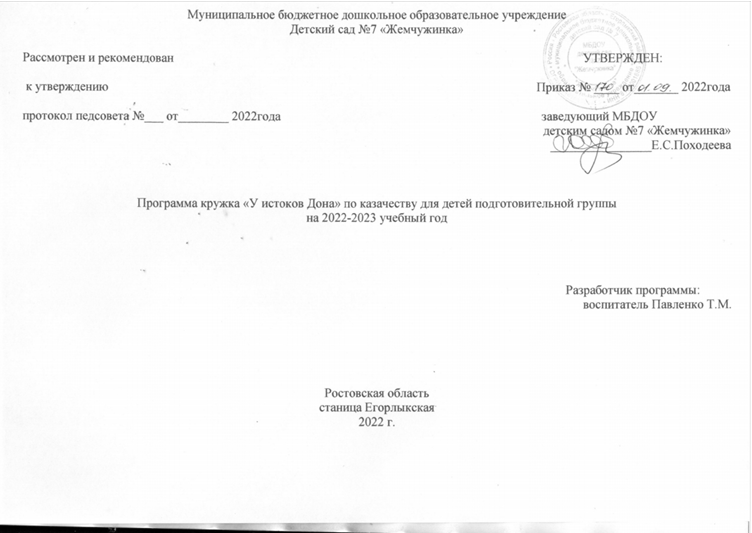 Муниципальное бюджетное дошкольное образовательное учреждение
Детский сад №7 «Жемчужинка»
Рассмотрен и рекомендован
УТВЕРЖДЕН:
к утверждению
Приказ № 170 от 01.09. 2022года
протокол педсовета №___ от________ 2022года
заведующий МБДОУ
детским садом №7 «Жемчужинка»
________________Е.С.Походеева
Программа кружка «У истоков Дона» по казачеству для детей подготовительной группы
на 2022-2023 учебный год
Разработчик программы:
воспитатель Павленко Т.М.
Ростовская область
станица Егорлыкская
2022 г.